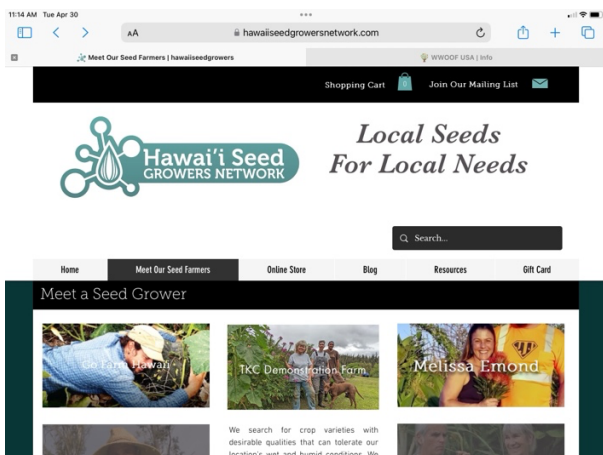 11:14 AM Tue Apr 30
AA hawaiiseedgrowersnetwork.com
Meet Our Seed Farmers | hawaiiseedgrowers
WWOOF USA | Info
Shopping Cart 0 Join Our Mailing List
Hawai'i Seed
GROWERS NETWORK
Local Seeds
For Local Needs
Search...
Home Meet Our Seed Farmers Online Store Blog Resources Gift Card
Meet a Seed Grower
Go Farm Hawaii
TKC Demonstration Farm
Melissa Emond
We search for crop varieties with
desirable qualities that can tolerate our
location's wet and humid conditions. We